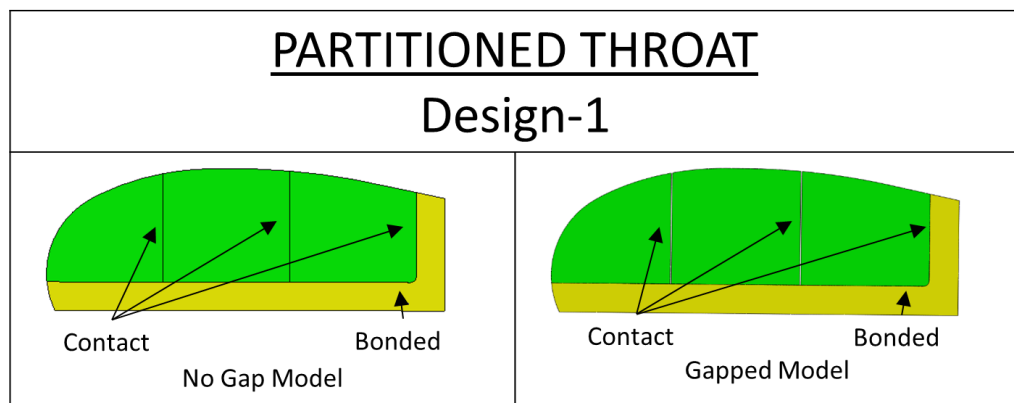 PARTITIONED THROAT
Design-1
Contact
Bonded
No Gap Model
Contact
Bonded
Gapped Model